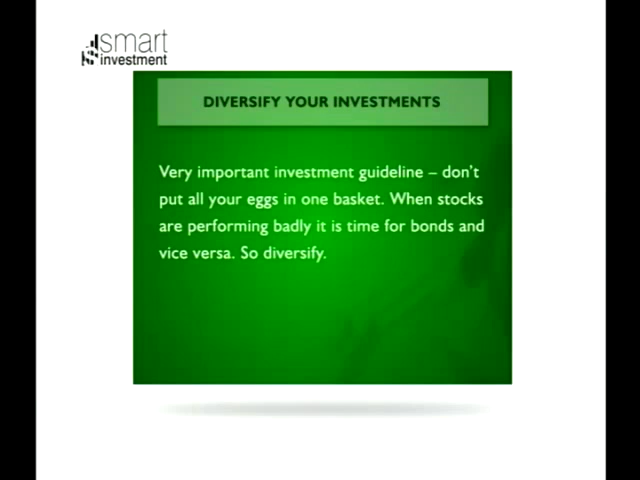 smart
investment
DIVERSIFY YOUR INVESTMENTS
Very important investment guideline – don't
put all your eggs in one basket. When stocks
are performing badly it is time for bonds and
vice versa. So diversify.